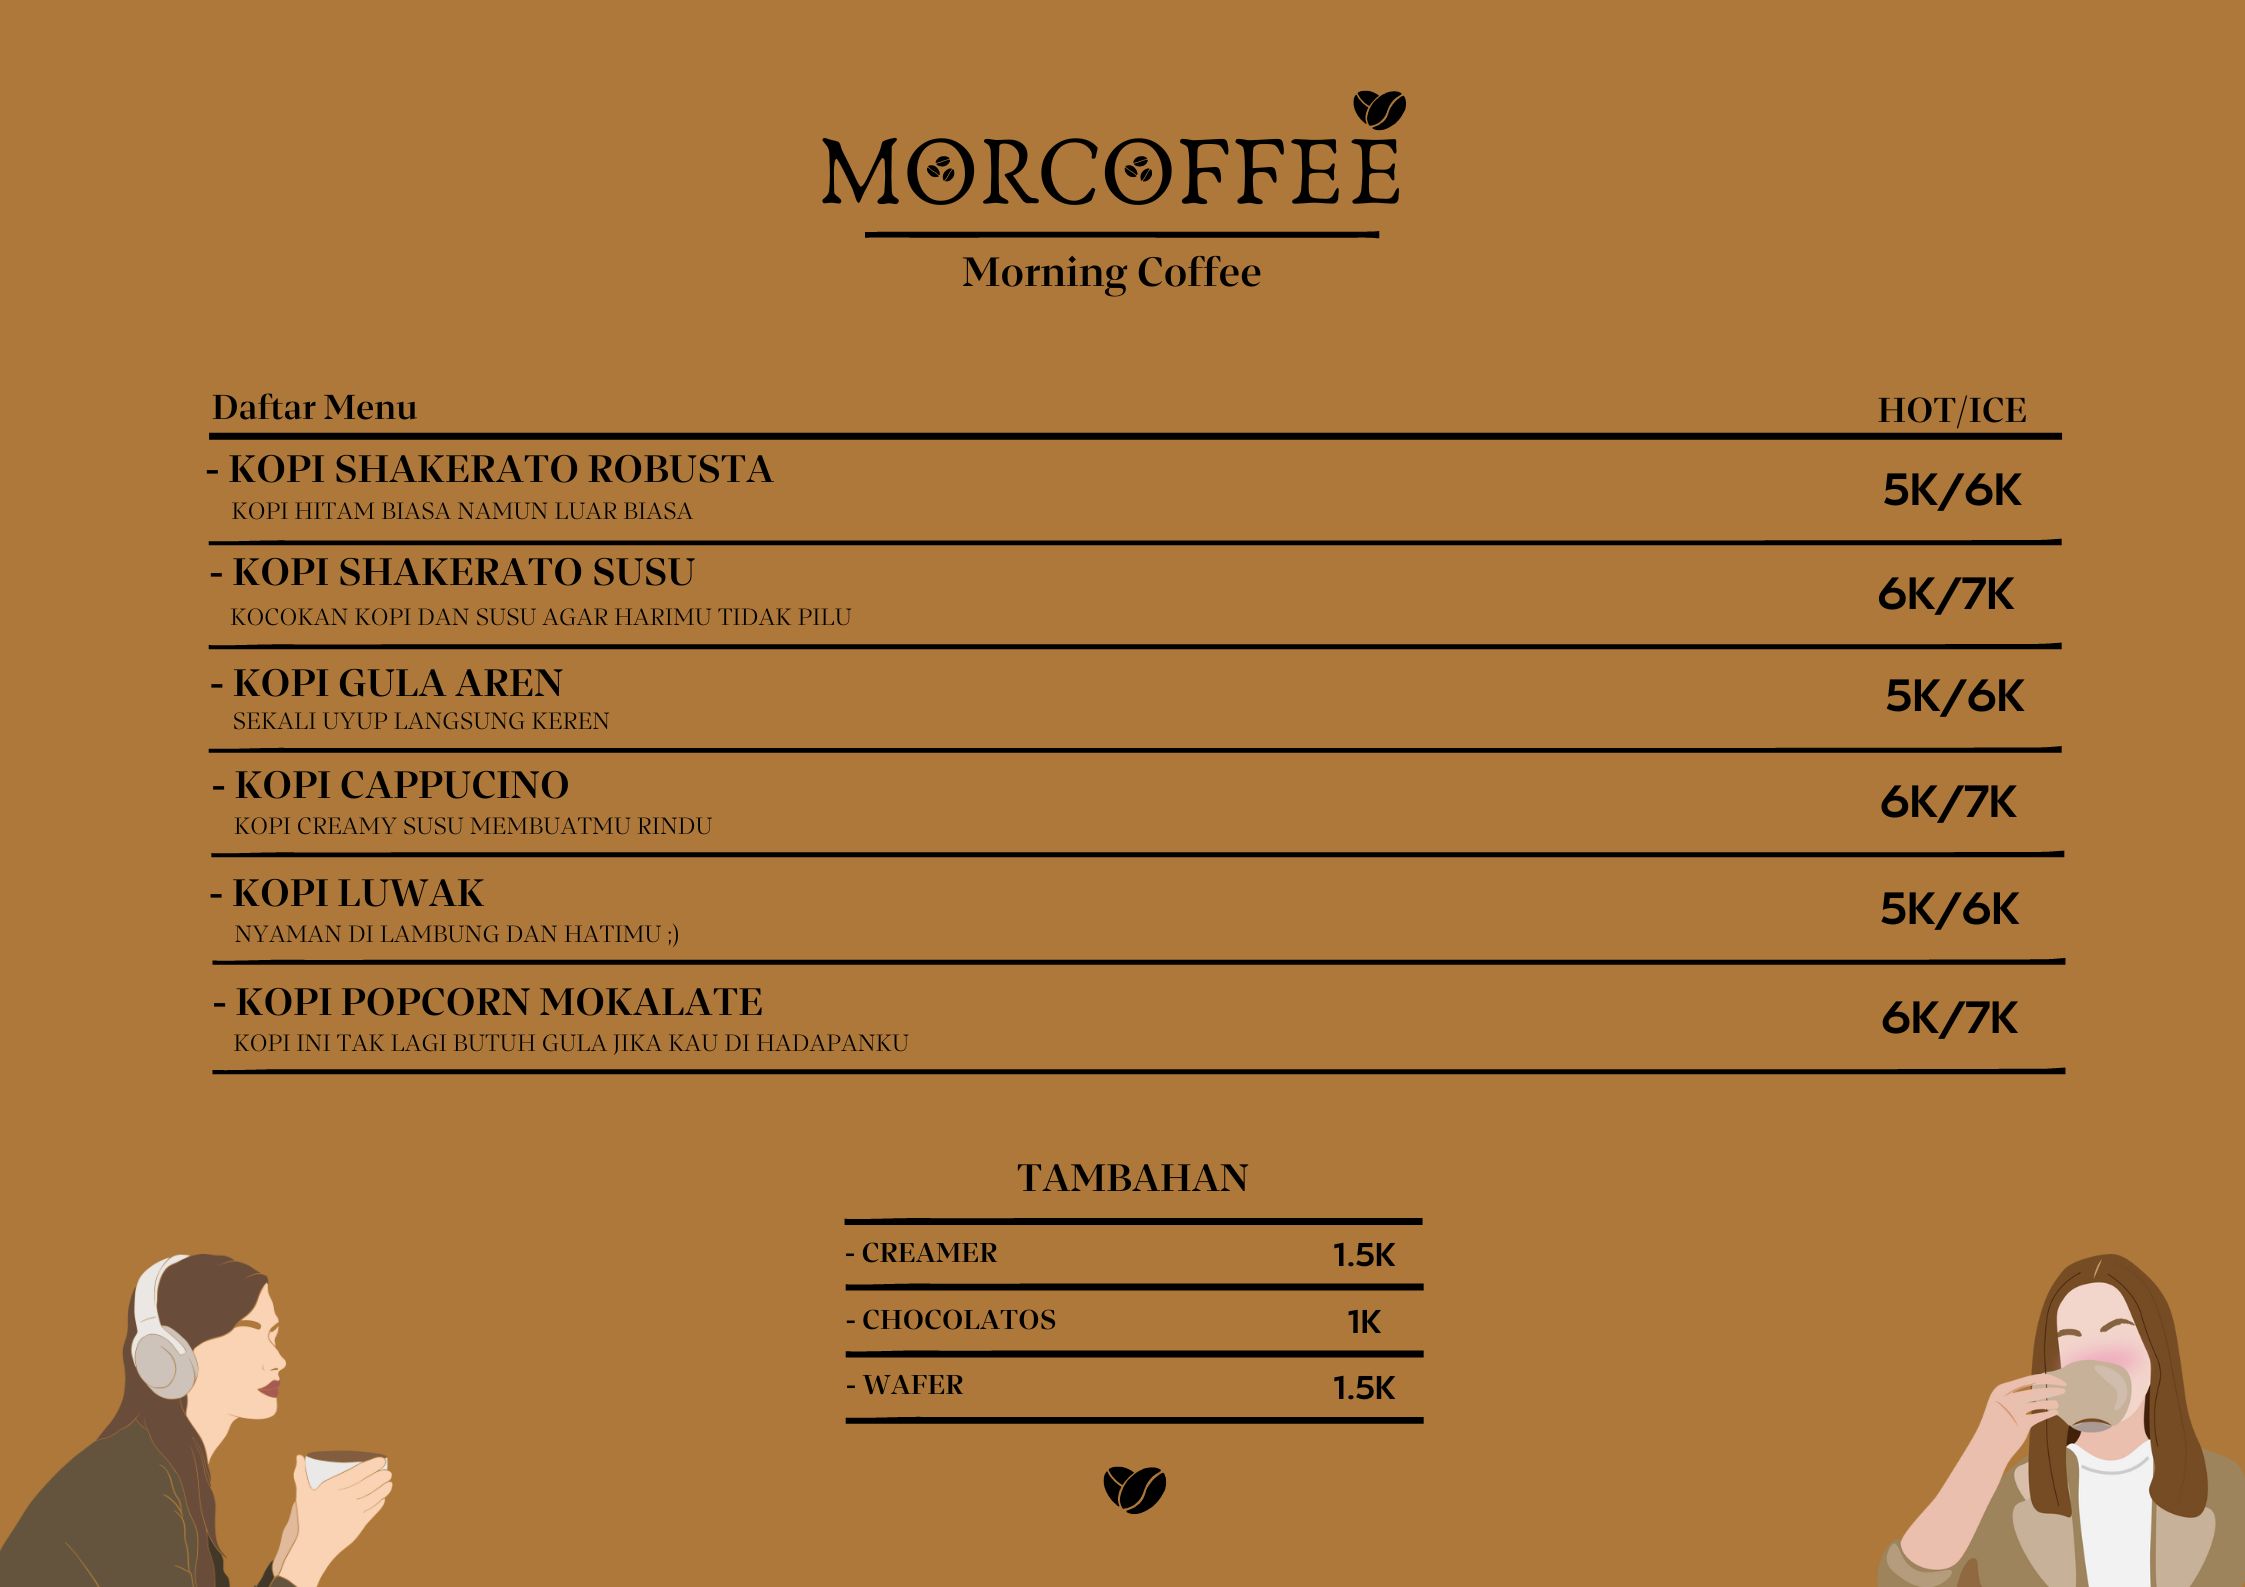 MORCOFFEE
Morning Coffee
Daftar Menu HOT/ICE
- KOPI SHAKERATO ROBUSTA 5K/6K
KOPI HITAM BIASA NAMUN LUAR BIASA
- KOPI SHAKERATO SUSU 6K/7K
KOCOKAN KOPI DAN SUSU AGAR HARIMU TIDAK PILU
- KOPI GULA AREN 5K/6K
SEKALI UYUP LANGSUNG KEREN
- KOPI CAPPUCINO 6K/7K
KOPI CREAMY SUSU MEMBUATMU RINDU
- KOPI LUWAK 5K/6K
NYAMAN DI LAMBUNG DAN HATIMU ;)
- KOPI POPCORN MOKALATE 6K/7K
KOPI INI TAK LAGI BUTUH GULA JIKA KAU DI HADAPANKU
TAMBAHAN
- CREAMER 1.5K
- CHOCOLATOS 1K
- WAFER 1.5K